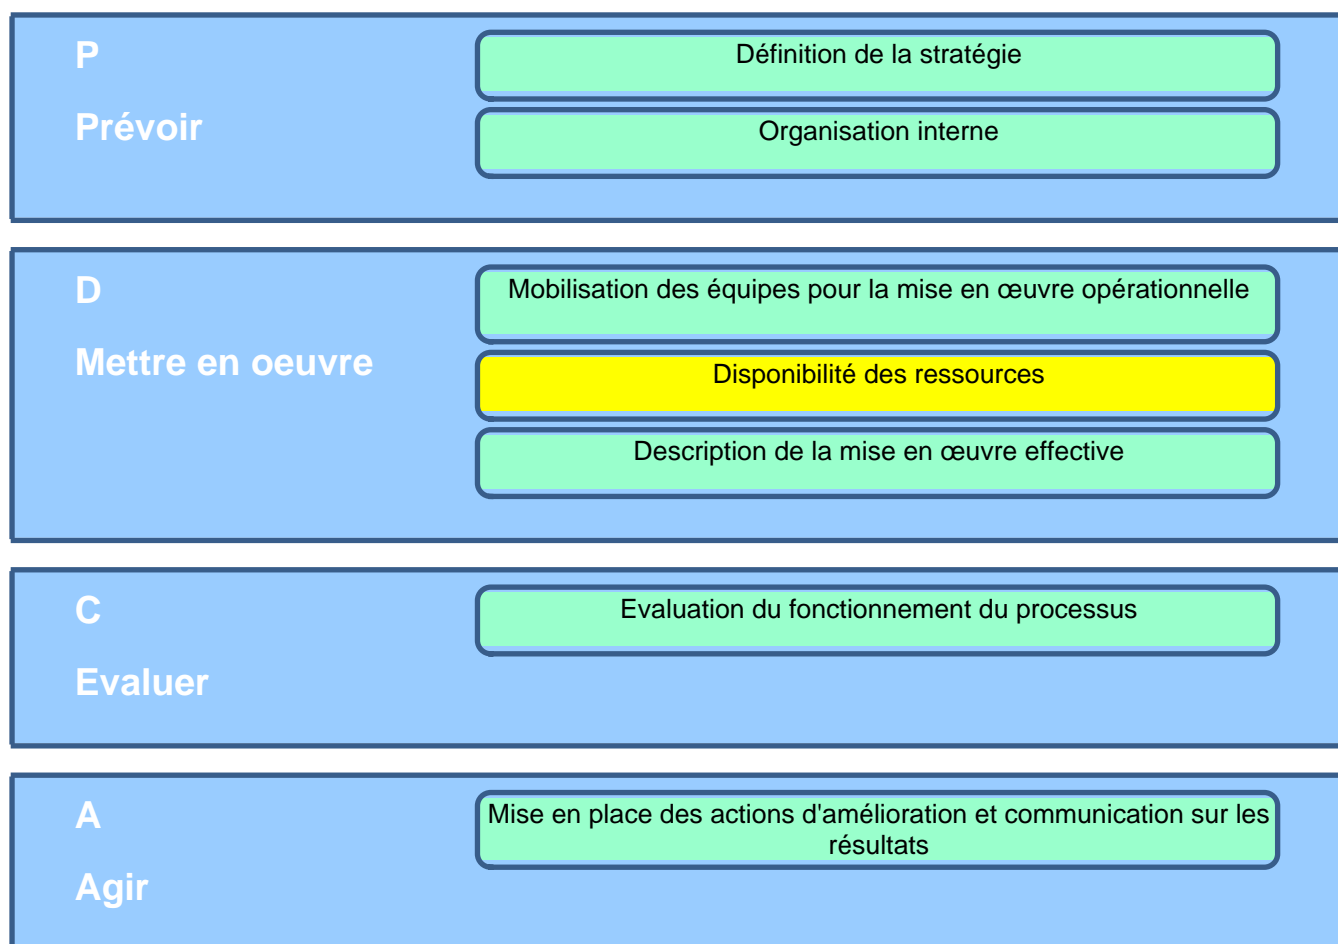 P
Prévoir
Définition de la stratégie
Organisation interne
D
Mettre en oeuvre
Mobilisation des équipes pour la mise en œuvre opérationnelle
Disponibilité des ressources
Description de la mise en œuvre effective
C
Evaluer
Evaluation du fonctionnement du processus
A
Agir
Mise en place des actions d'amélioration et communication sur les
résultats